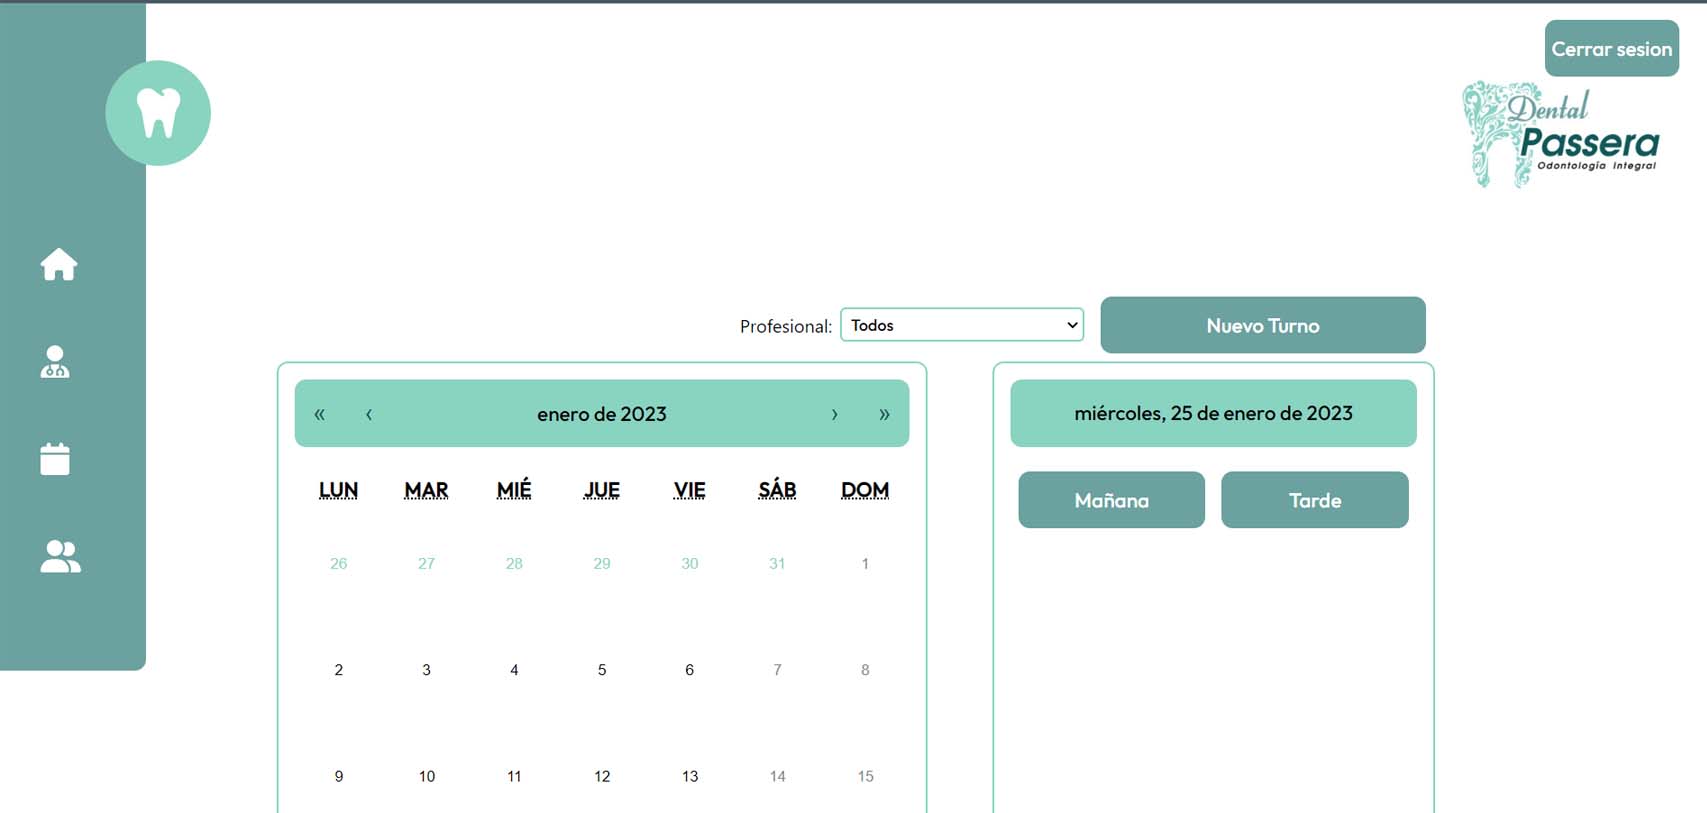 Cerrar sesion
Dental
Passera
Odontología Integral
Profesional: Todos
Nuevo Turno
« ‹ enero de 2023 › »
miércoles, 25 de enero de 2023
LUN MAR MIÉ JUE VIE SÁB DOM
Mañana Tarde
26 27 28 29 30 31 1
2 3 4 5 6 7 8
9 10 11 12 13 14 15